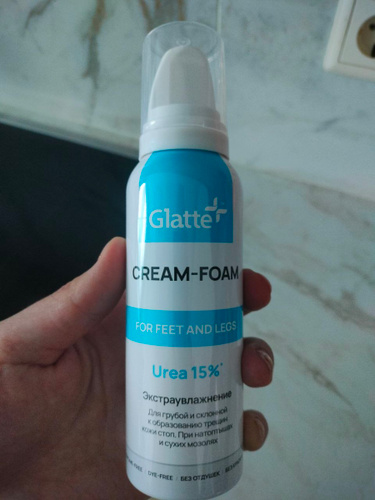 Glatte
CREAM-FOAM
FOR FEET AND LEGS
Urea 15%*
Экстраувлажнение
Для грубой и склонной
к образованию трещин
кожи стоп. При натоптышах
и сухих мозолях
DYE-FREE / БЕЗ ОТДУШЕК /